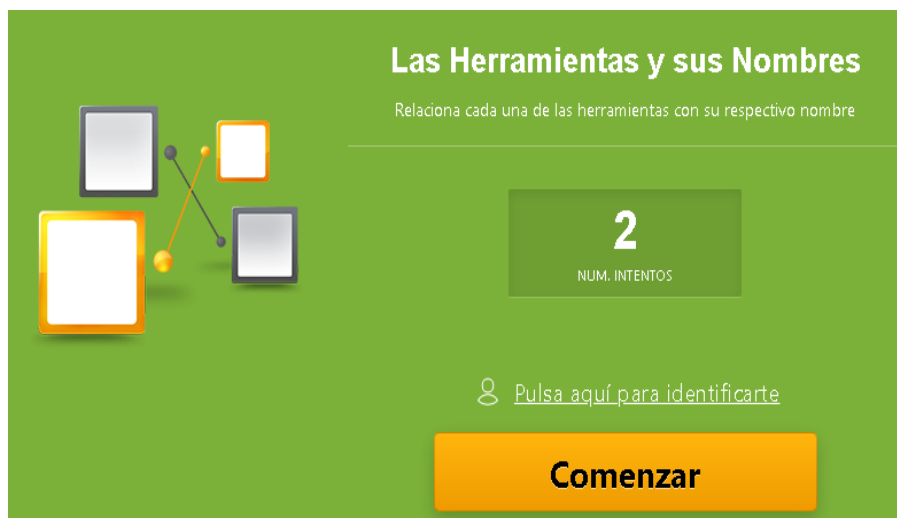 Las Herramientas y sus Nombres
Relaciona cada una de las herramientas con su respectivo nombre
2
NUM. INTENTOS
Pulsa aquí para identificarte
Comenzar